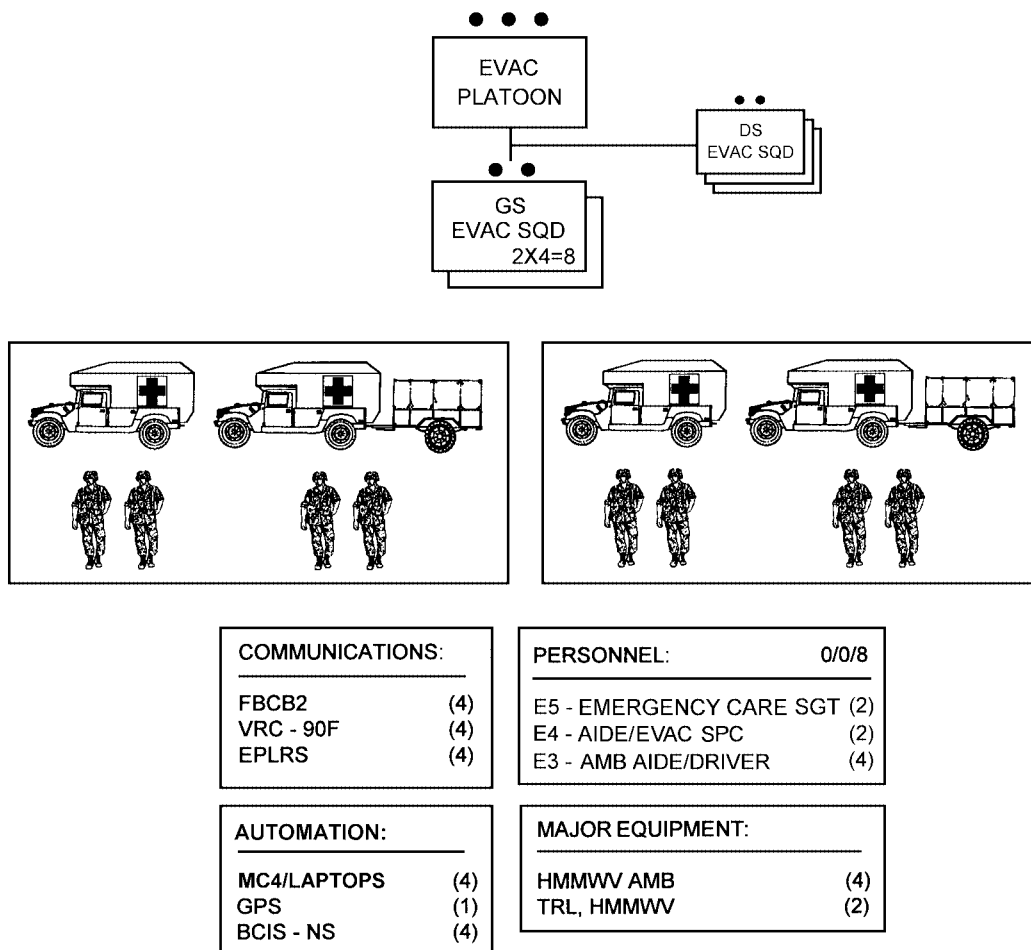 EVAC
PLATOON
DS
EVAC SQD
GS
EVAC SQD
2X4=8
COMMUNICATIONS:
FBCB2 (4)
VRC - 90F (4)
EPLRS (4)
PERSONNEL: 0/0/8
E5 - EMERGENCY CARE SGT (2)
E4 - AIDE/EVAC SPC (2)
E3 - AMB AIDE/DRIVER (4)
AUTOMATION:
MC4/LAPTOPS (4)
GPS (1)
BCIS - NS (4)
MAJOR EQUIPMENT:
HMMWV AMB (4)
TRL, HMMWV (2)